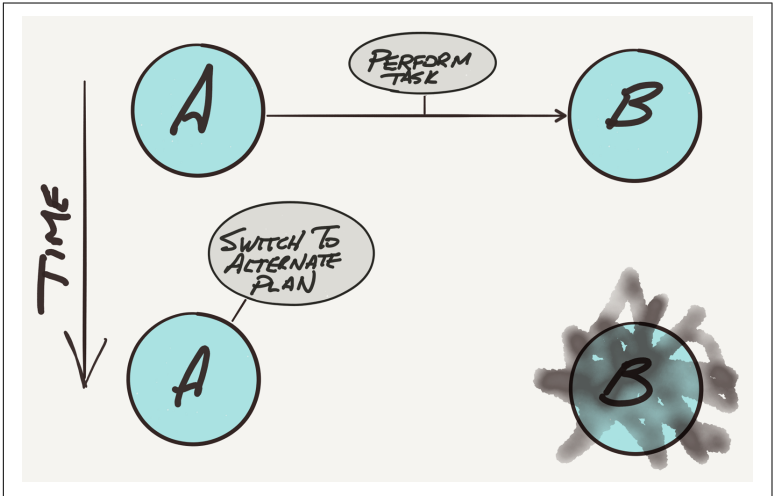 A
PERFORM
TASK
B
TIME
SWITCH TO
ALTERNATE
PLAN
A
B